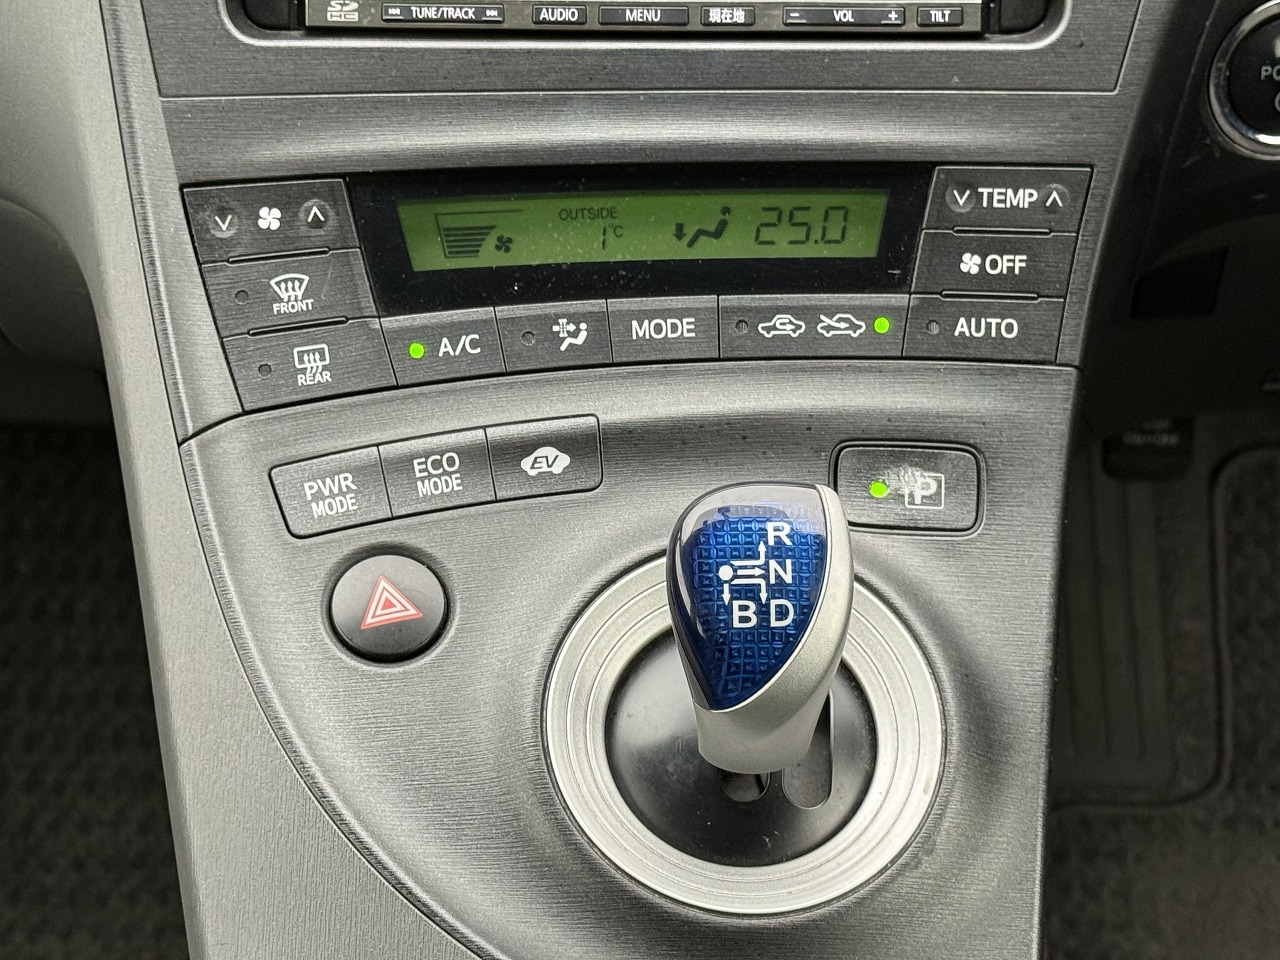 SD
HC
TUNE/TRACK
AUDIO
MENU
現在地
− VOL +
TILT
OUTSIDE
1°C
25.0
TEMP
OFF
FRONT
A/C
MODE
AUTO
REAR
PWR
MODE
ECO
MODE
EV
P
R
N
B D